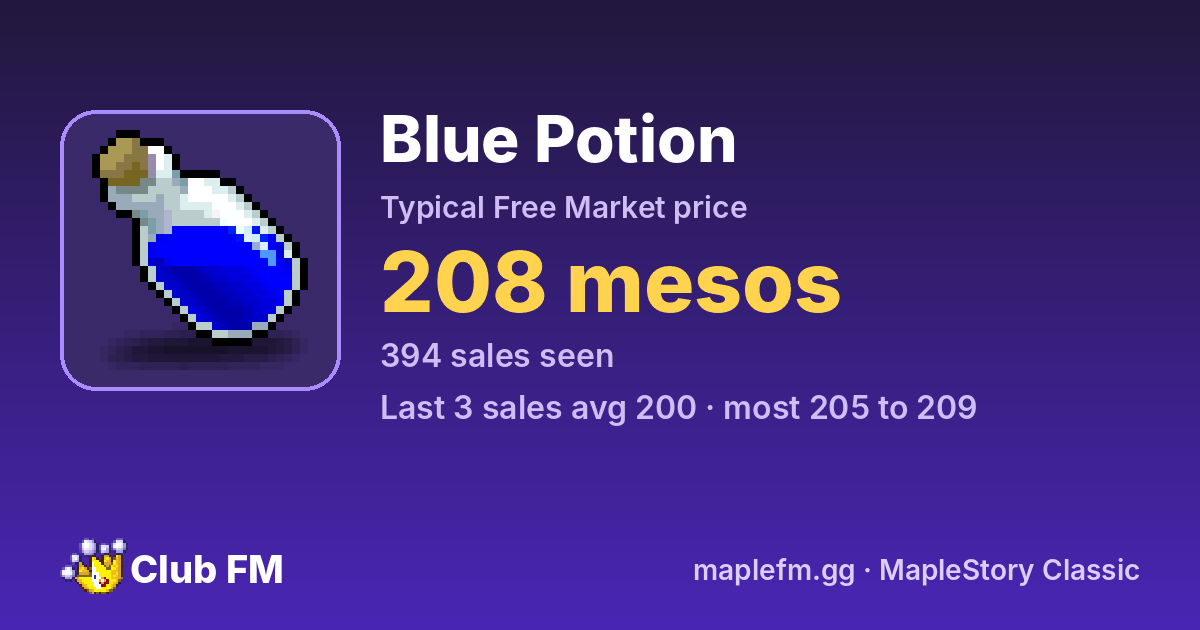 Blue Potion
Typical Free Market price
208 mesos
394 sales seen
Last 3 sales avg 200 · most 205 to 209
Club FM
maplefm.gg · MapleStory Classic